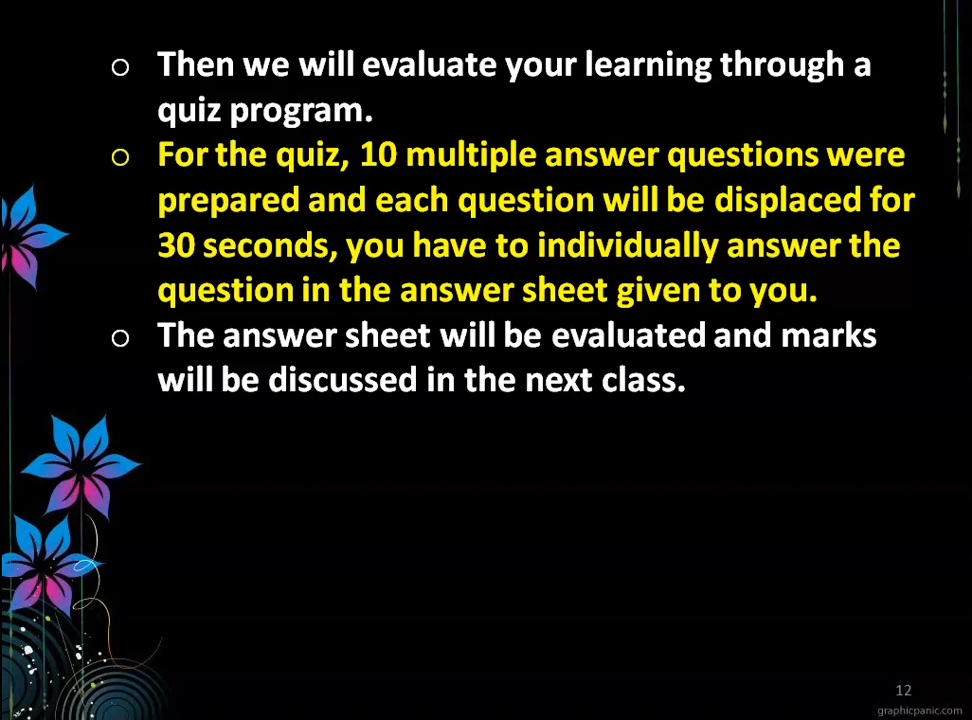 ○ Then we will evaluate your learning through a
quiz program.
○ For the quiz, 10 multiple answer questions were
prepared and each question will be displaced for
30 seconds, you have to individually answer the
question in the answer sheet given to you.
○ The answer sheet will be evaluated and marks
will be discussed in the next class.
12
graphicpanic.com